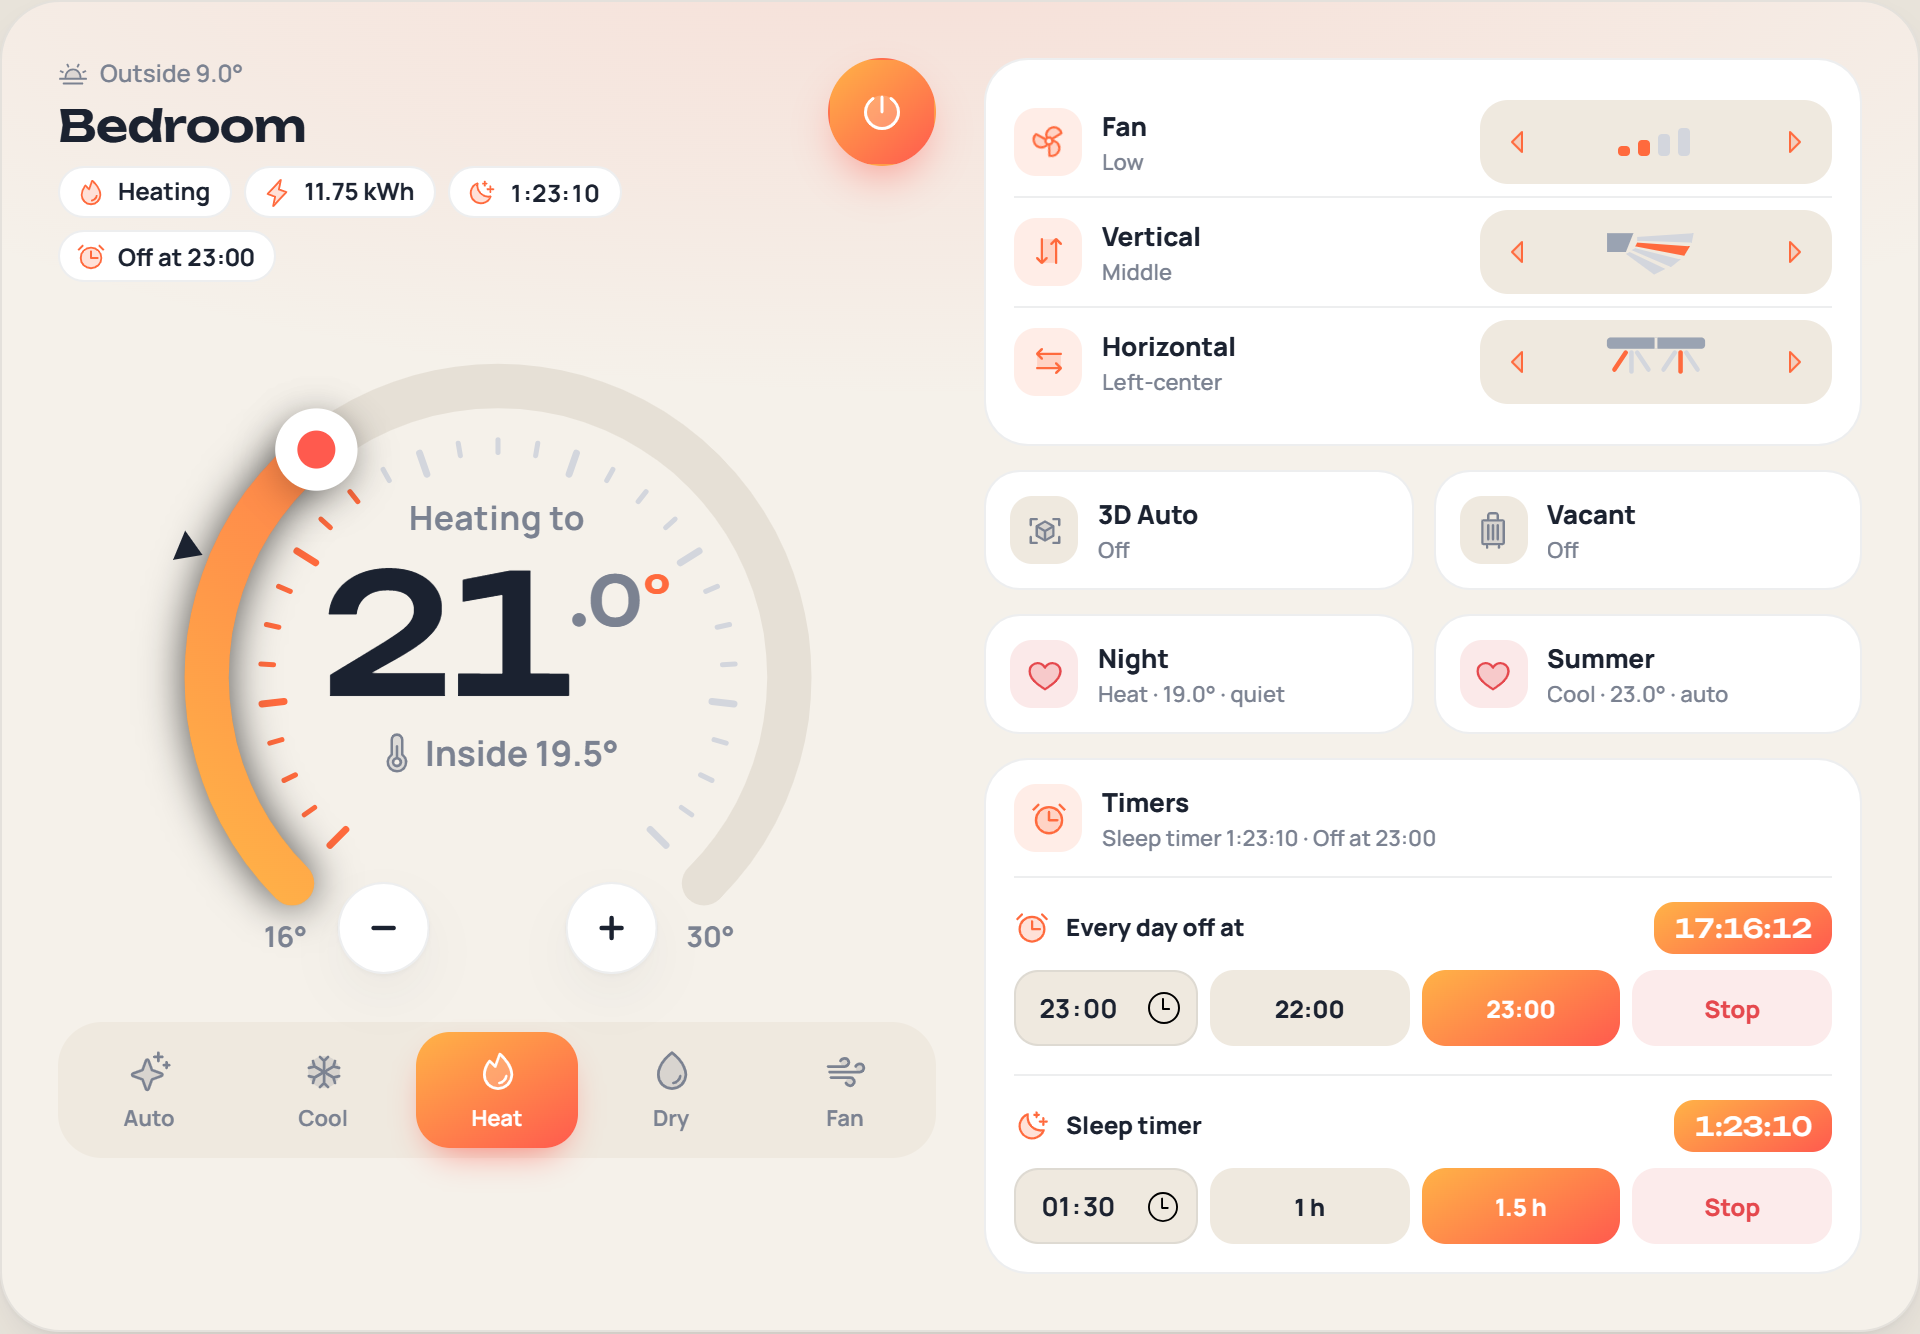 Outside 9.0°
Bedroom
Heating
11.75 kWh
1:23:10
Off at 23:00
Heating to
21.0°
Inside 19.5°
16°
−
+
30°
Auto
Cool
Heat
Dry
Fan
Fan
Low
Vertical
Middle
Horizontal
Left-center
3D Auto
Off
Vacant
Off
Night
Heat · 19.0° · quiet
Summer
Cool · 23.0° · auto
Timers
Sleep timer 1:23:10 · Off at 23:00
Every day off at
17:16:12
23:00
22:00
23:00
Stop
Sleep timer
1:23:10
01:30
1 h
1.5 h
Stop